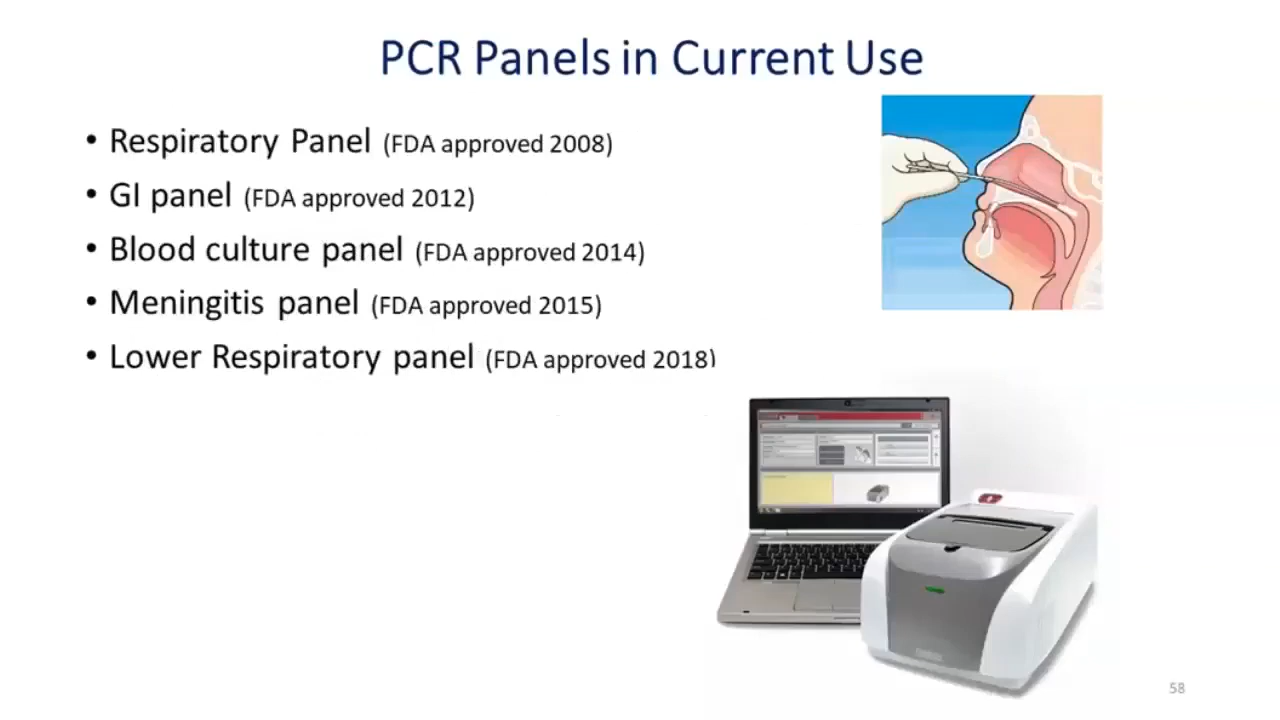 PCR Panels in Current Use
• Respiratory Panel (FDA approved 2008)
• GI panel (FDA approved 2012)
• Blood culture panel (FDA approved 2014)
• Meningitis panel (FDA approved 2015)
• Lower Respiratory panel (FDA approved 2018)
58